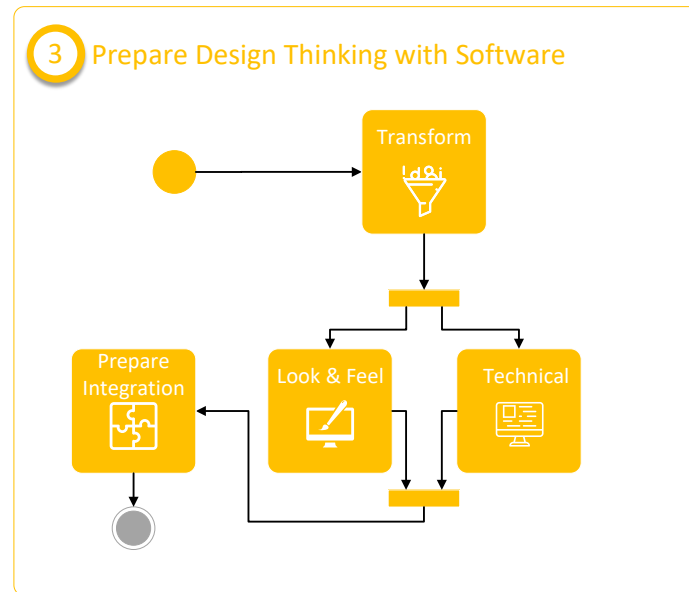 3 Prepare Design Thinking with Software
Transform
Prepare
Integration
Look & Feel
Technical